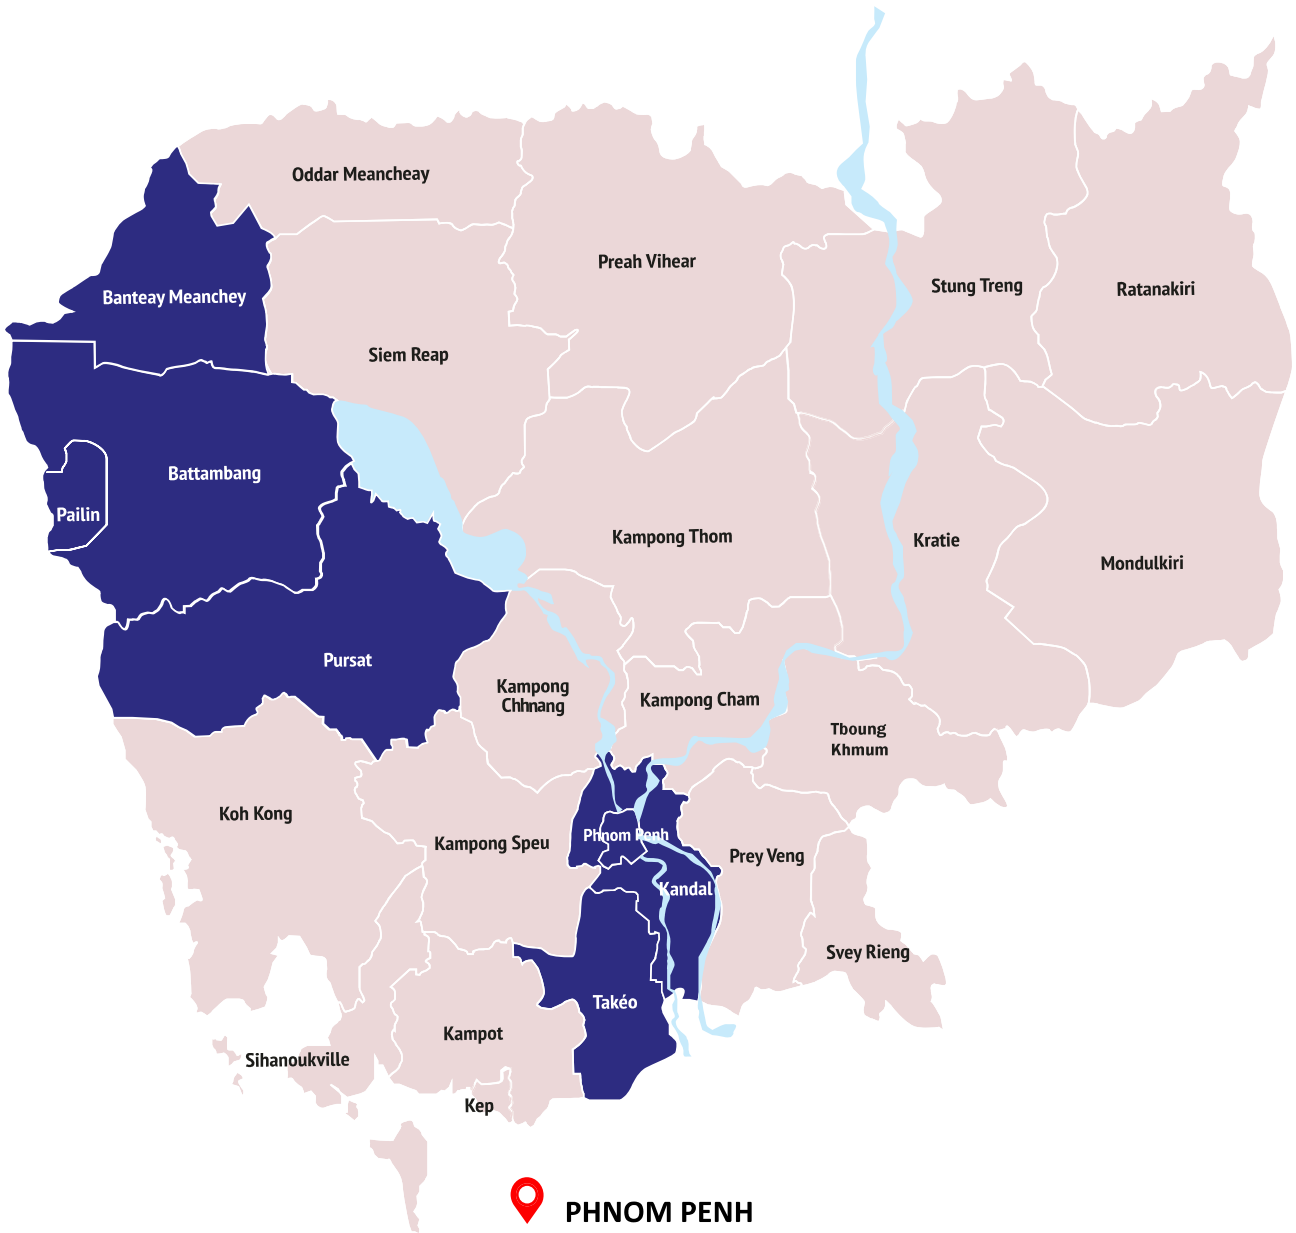 Oddar Meancheay
Preah Vihear
Stung Treng
Ratanakiri
Banteay Meanchey
Siem Reap
Battambang
Pailin
Kampong Thom
Kratie
Mondulkiri
Pursat
Kampong
Chhnang
Kampong Cham
Tboung
Khmum
Koh Kong
Kampong Speu
Phnom Penh
Prey Veng
Kandal
Svey Rieng
Takéo
Kampot
Sihanoukville
Kep
PHNOM PENH